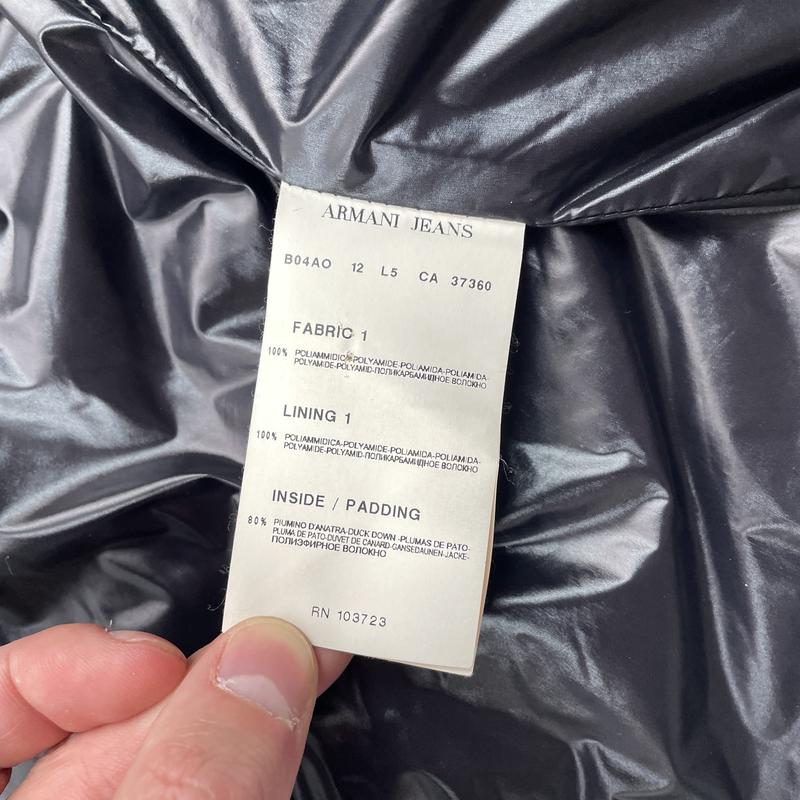 ARMANI JEANS
B04AO 12 L5 CA 37360
FABRIC 1
100% POLIAMMIDICA-POLYAMIDE-POLIAMIDA-POLIAMIDA-
POLYAMIDE-POLYAMID-ПОЛИКАРБАМИДНОЕ ВОЛОКНО
LINING 1
100% POLIAMMIDICA-POLYAMIDE-POLIAMIDA-POLIAMIDA-
POLYAMIDE-POLYAMID-ПОЛИКАРБАМИДНОЕ ВОЛОКНО
INSIDE / PADDING
80% PIUMINO D'ANATRA-DUCK DOWN -PLUMAS DE PATO-
PLUMA DE PATO-DUVET DE CANARD-GANSEDAUNEN-JACKE-
ПОЛИЭФИРНОЕ ВОЛОКНО
RN 103723